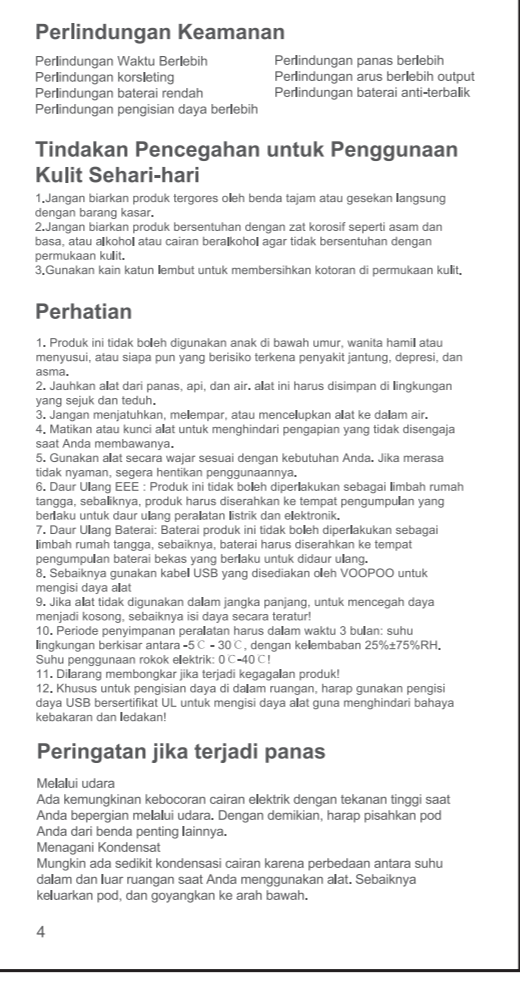 Perlindungan Keamanan
Perlindungan Waktu Berlebih
Perlindungan korsleting
Perlindungan baterai rendah
Perlindungan pengisian daya berlebih
Perlindungan panas berlebih
Perlindungan arus berlebih output
Perlindungan baterai anti-terbalik
Tindakan Pencegahan untuk Penggunaan
Kulit Sehari-hari
1.Jangan biarkan produk tergores oleh benda tajam atau gesekan langsung
dengan barang kasar.
2.Jangan biarkan produk bersentuhan dengan zat korosif seperti asam dan
basa, atau alkohol atau cairan beralkohol agar tidak bersentuhan dengan
permukaan kulit.
3.Gunakan kain katun lembut untuk membersihkan kotoran di permukaan kulit.
Perhatian
1. Produk ini tidak boleh digunakan anak di bawah umur, wanita hamil atau
menyusui, atau siapa pun yang berisiko terkena penyakit jantung, depresi, dan
asma.
2. Jauhkan alat dari panas, api, dan air. alat ini harus disimpan di lingkungan
yang sejuk dan teduh.
3. Jangan menjatuhkan, melempar, atau mencelupkan alat ke dalam air.
4. Matikan atau kunci alat untuk menghindari pengapian yang tidak disengaja
saat Anda membawanya.
5. Gunakan alat secara wajar sesuai dengan kebutuhan Anda. Jika merasa
tidak nyaman, segera hentikan penggunaannya.
6. Daur Ulang EEE : Produk ini tidak boleh diperlakukan sebagai limbah rumah
tangga, sebaliknya, produk harus diserahkan ke tempat pengumpulan yang
berlaku untuk daur ulang peralatan listrik dan elektronik.
7. Daur Ulang Baterai: Baterai produk ini tidak boleh diperlakukan sebagai
limbah rumah tangga, sebaiknya, baterai harus diserahkan ke tempat
pengumpulan baterai bekas yang berlaku untuk didaur ulang.
8. Sebaiknya gunakan kabel USB yang disediakan oleh VOOPOO untuk
mengisi daya alat
9. Jika alat tidak digunakan dalam jangka panjang, untuk mencegah daya
menjadi kosong, sebaiknya isi daya secara teratur!
10. Periode penyimpanan peralatan harus dalam waktu 3 bulan: suhu
lingkungan berkisar antara -5℃ - 30℃, dengan kelembaban 25%±75%RH.
Suhu penggunaan rokok elektrik: 0℃-40℃!
11. Dilarang membongkar jika terjadi kegagalan produk!
12. Khusus untuk pengisian daya di dalam ruangan, harap gunakan pengisi
daya USB bersertifikat UL untuk mengisi daya alat guna menghindari bahaya
kebakaran dan ledakan!
Peringatan jika terjadi panas
Melalui udara
Ada kemungkinan kebocoran cairan elektrik dengan tekanan tinggi saat
Anda bepergian melalui udara. Dengan demikian, harap pisahkan pod
Anda dari benda penting lainnya.
Menagani Kondensat
Mungkin ada sedikit kondensasi cairan karena perbedaan antara suhu
dalam dan luar ruangan saat Anda menggunakan alat. Sebaiknya
keluarkan pod, dan goyangkan ke arah bawah.
4